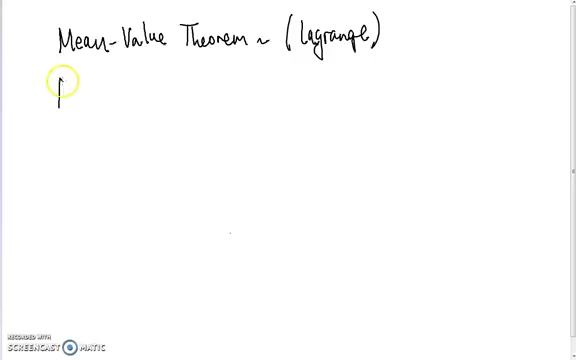 Mean-Value Theorem ~ (Lagrange)
RECORDED WITH
SCREENCAST MATIC